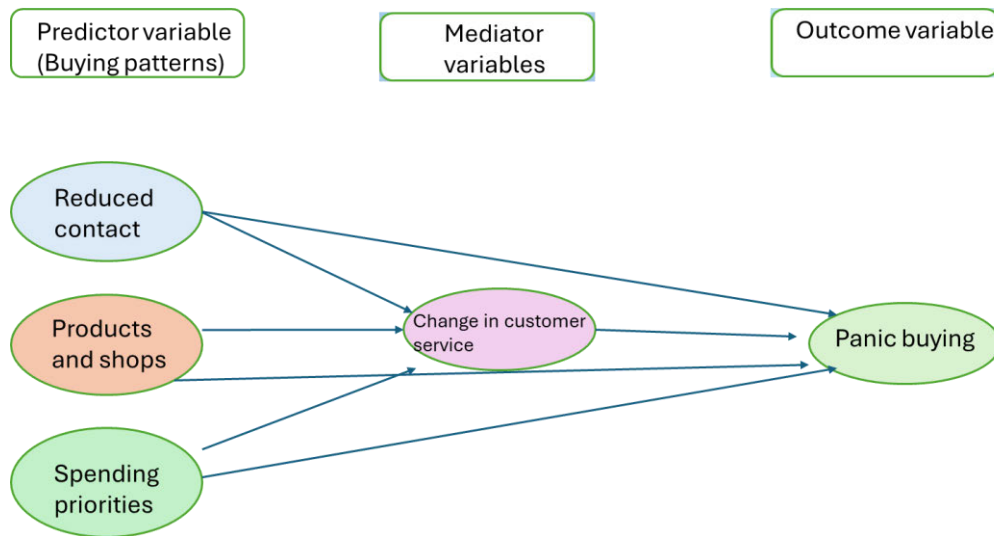 Predictor variable
(Buying patterns)
Mediator
variables
Outcome variable
Reduced
contact
Products
and shops
Change in customer
service
Panic buying
Spending
priorities